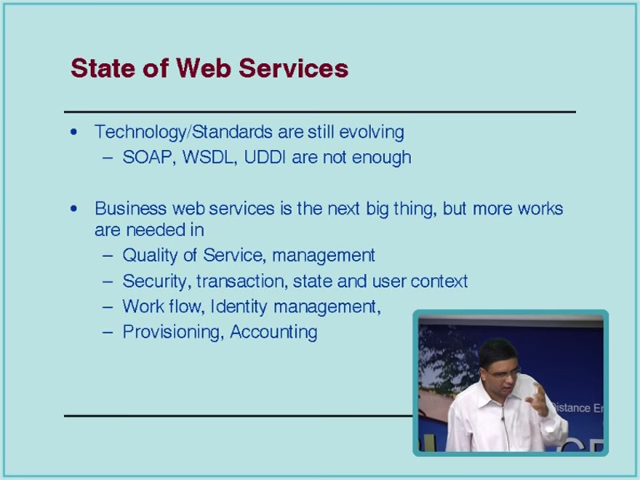 State of Web Services
• Technology/Standards are still evolving
– SOAP, WSDL, UDDI are not enough
• Business web services is the next big thing, but more works
are needed in
– Quality of Service, management
– Security, transaction, state and user context
– Work flow, Identity management,
– Provisioning, Accounting
istance En